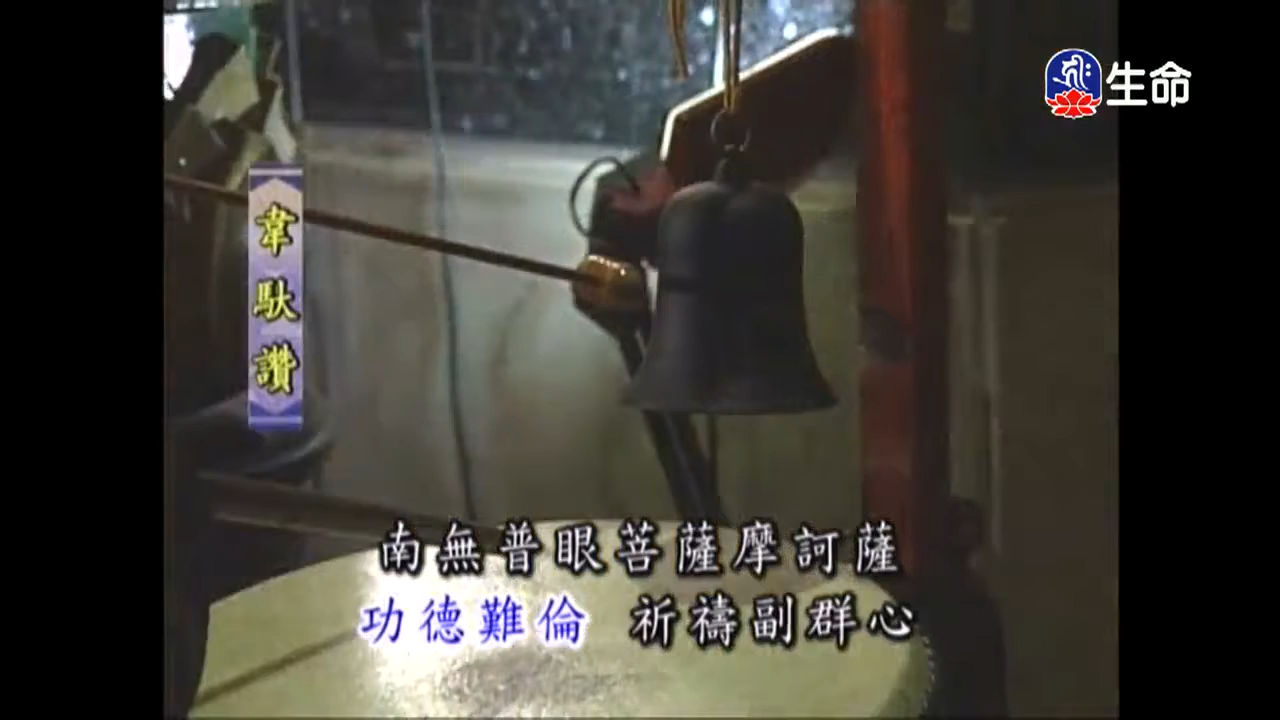 生命
韋馱讚
南無普眼菩薩摩訶薩
功德難倫 祈禱副群心